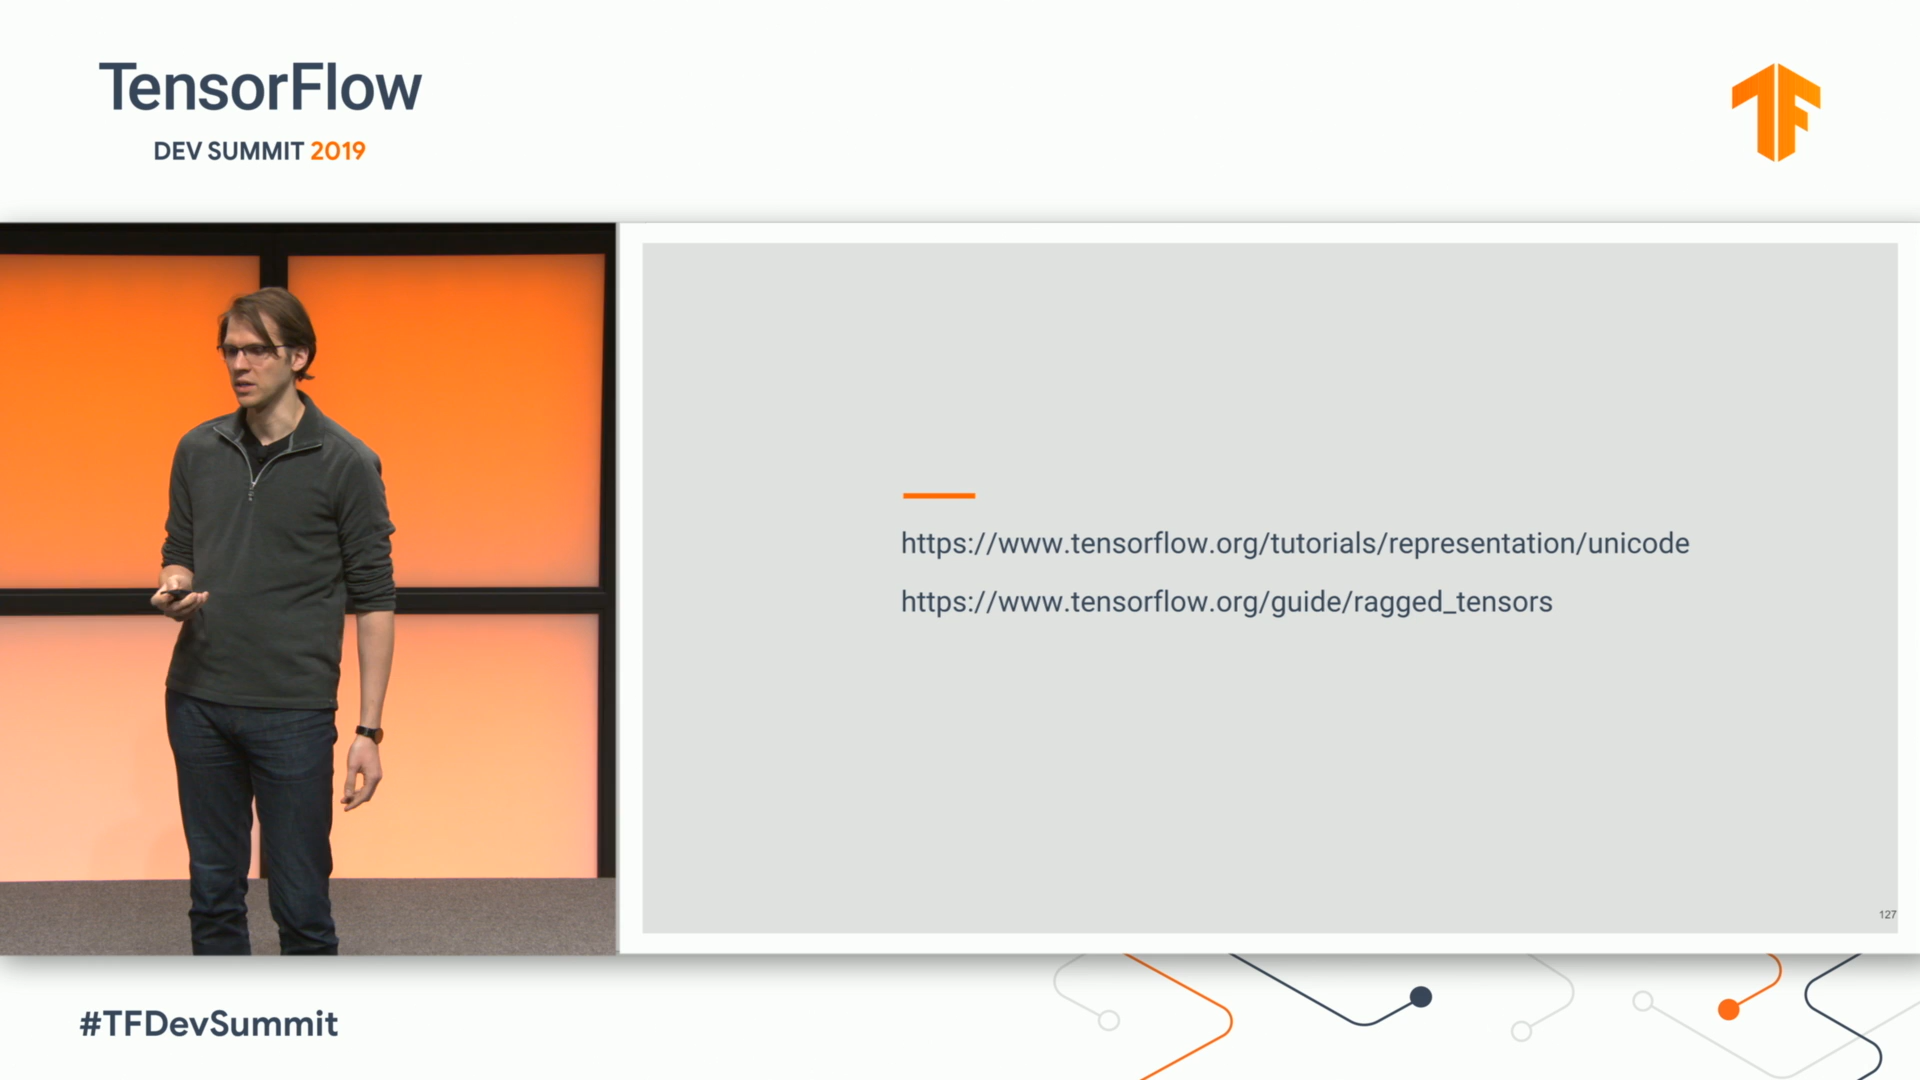 TensorFlow
DEV SUMMIT 2019
https://www.tensorflow.org/tutorials/representation/unicode
https://www.tensorflow.org/guide/ragged_tensors
127
#TFDevSummit